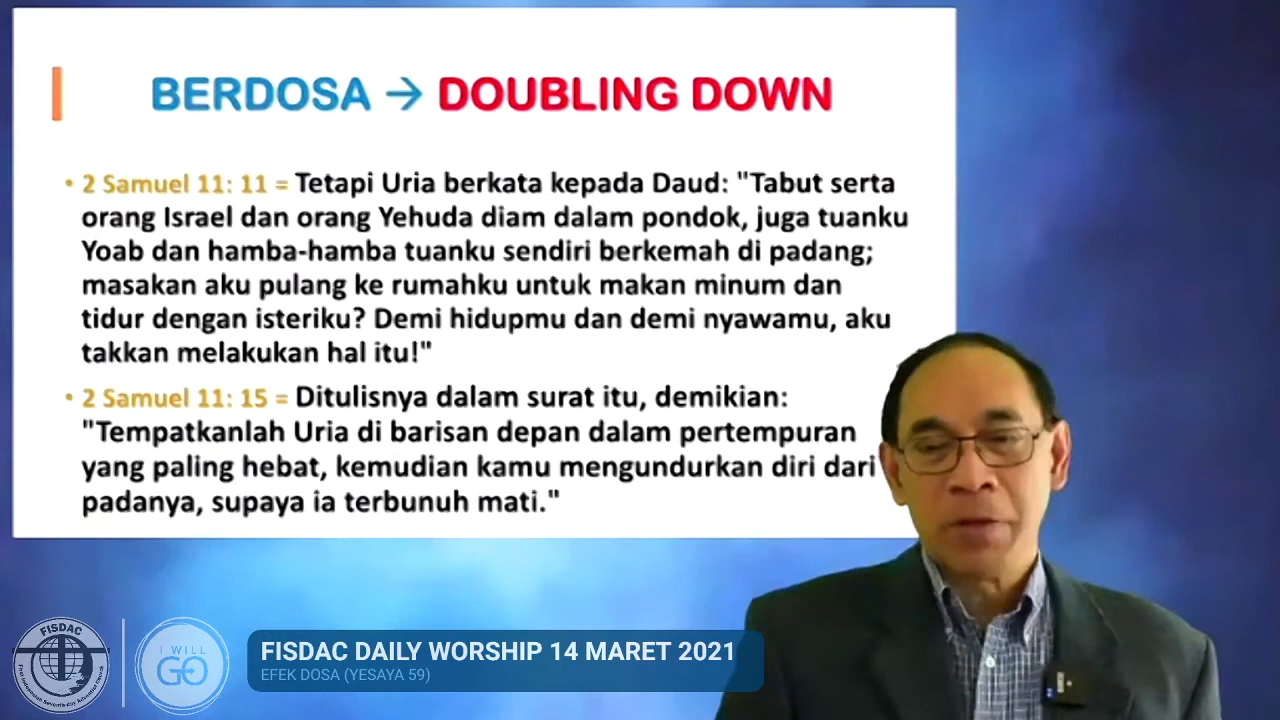 BERDOSA → DOUBLING DOWN
• 2 Samuel 11: 11 = Tetapi Uria berkata kepada Daud: "Tabut serta
orang Israel dan orang Yehuda diam dalam pondok, juga tuanku
Yoab dan hamba-hamba tuanku sendiri berkemah di padang;
masakan aku pulang ke rumahku untuk makan minum dan
tidur dengan isteriku? Demi hidupmu dan demi nyawamu, aku
takkan melakukan hal itu!"
• 2 Samuel 11: 15 = Ditulisnya dalam surat itu, demikian:
"Tempatkanlah Uria di barisan depan dalam pertempuran
yang paling hebat, kemudian kamu mengundurkan diri dari
padanya, supaya ia terbunuh mati."
FISDAC
I WILL
GO
FISDAC DAILY WORSHIP 14 MARET 2021
EFEK DOSA (YESAYA 59)